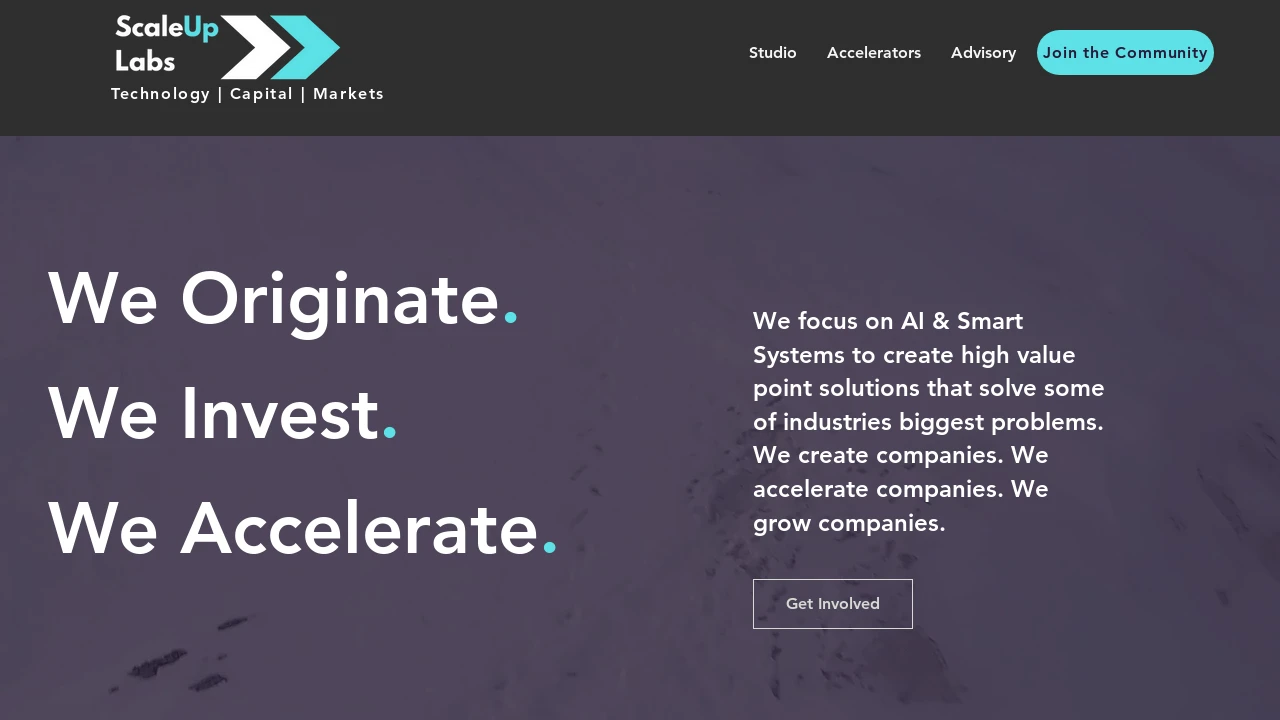 ScaleUp
Labs
Technology | Capital | Markets
Studio
Accelerators
Advisory
Join the Community
We Originate.
We Invest.
We Accelerate.
We focus on AI & Smart
Systems to create high value
point solutions that solve some
of industries biggest problems.
We create companies. We
accelerate companies. We
grow companies.
Get Involved